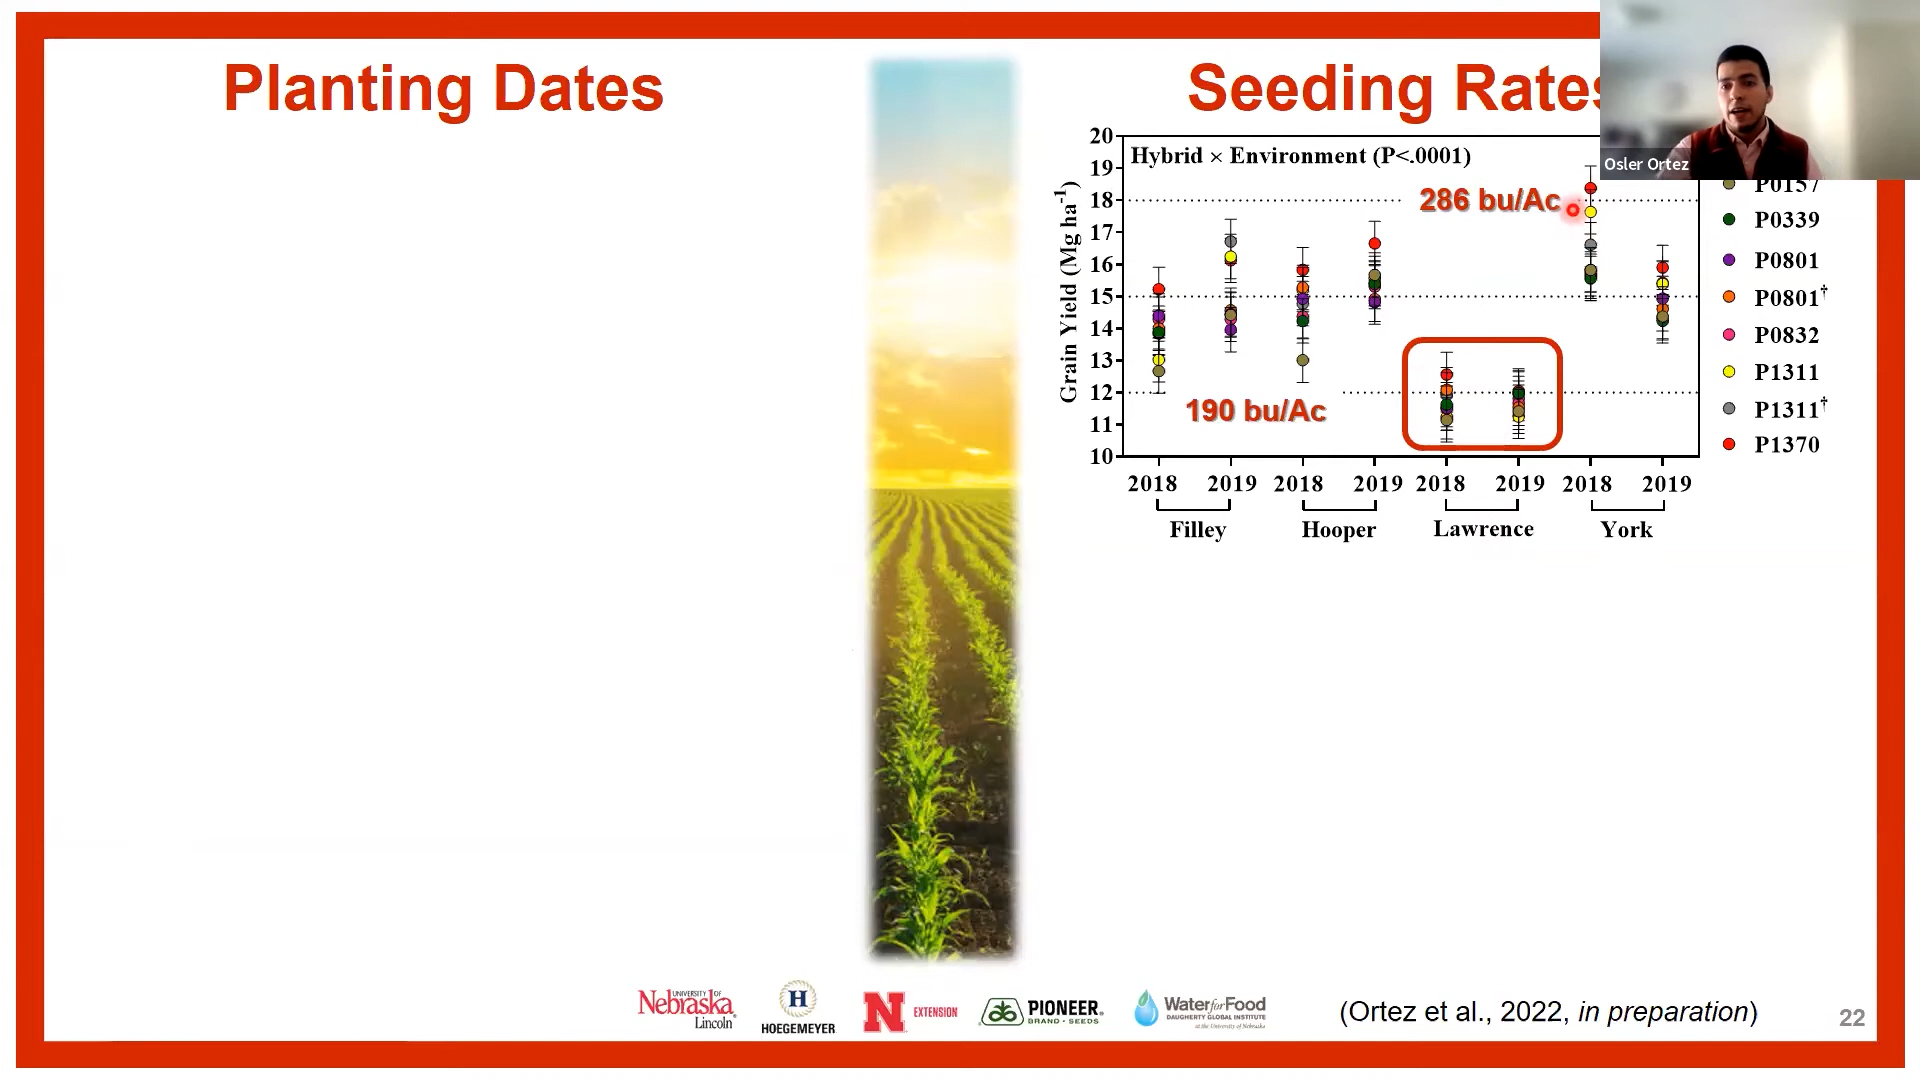 Planting Dates
Seeding Rates
Osler Ortez
Hybrid × Environment (P<.0001)
Grain Yield (Mg ha⁻¹)
20
19
18
17
16
15
14
13
12
11
10
286 bu/Ac
190 bu/Ac
P0157
P0339
P0801
P0801†
P0832
P1311
P1311†
P1370
2018 2019 2018 2019 2018 2019 2018 2019
Filley Hooper Lawrence York
UNIVERSITY OF
Nebraska
Lincoln
H
HOEGEMEYER
N EXTENSION
PIONEER
BRAND · SEEDS
Water for Food
DAUGHERTY GLOBAL INSTITUTE
at the University of Nebraska
(Ortez et al., 2022, in preparation)
22